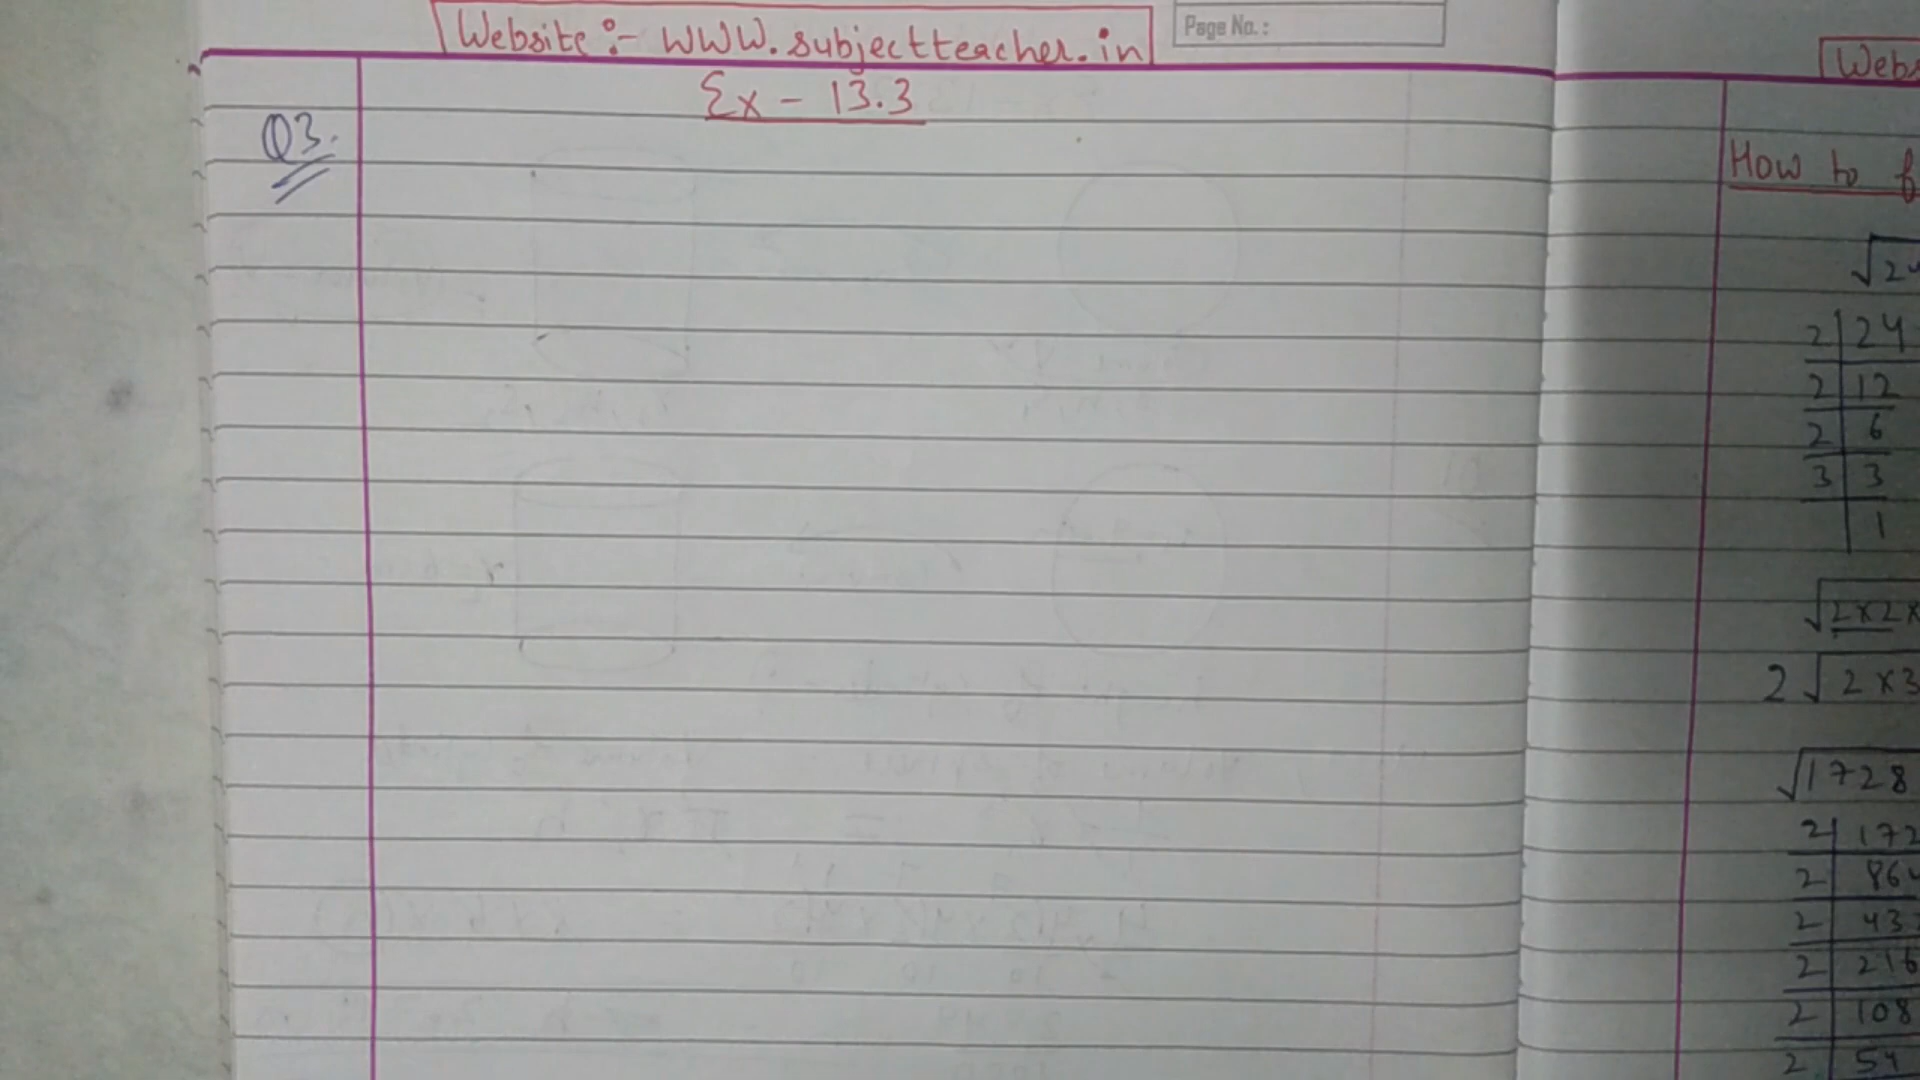 Website :- WWW.subjectteacher.in
Page No.:
Ex - 13.3
Q3.
Webs
How to f
√24
2 | 24
2 | 12
2 | 6
3 | 3
1
√2×2×
2√2×3
√1728
2 | 172
2 | 864
2 | 43
2 | 216
2 | 108
2 | 54